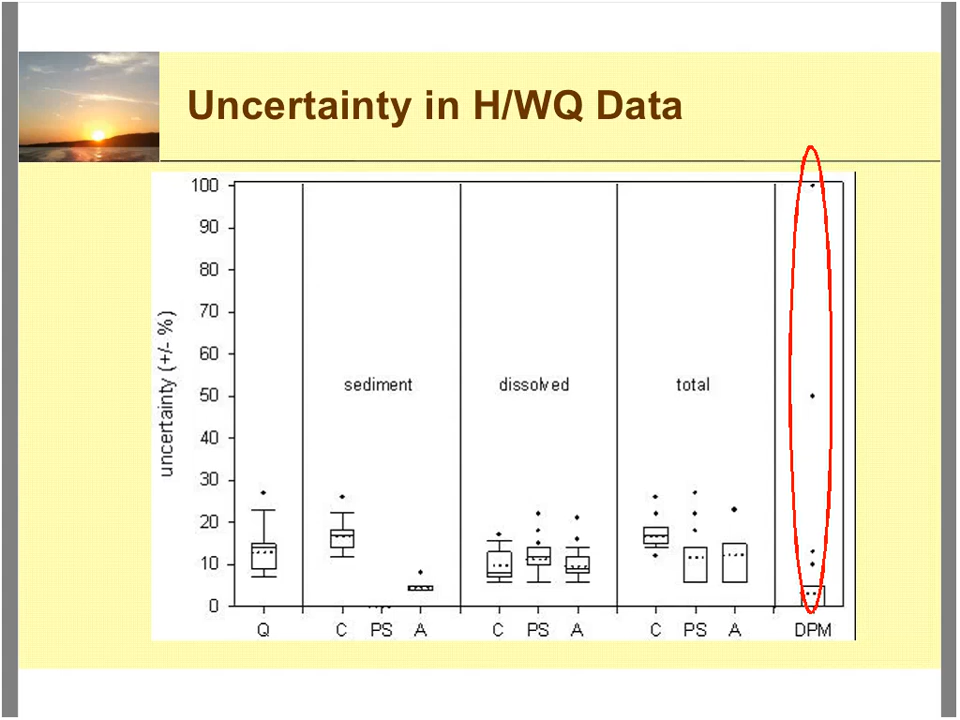 Uncertainty in H/WQ Data
100
90
80
70
60
50
40
30
20
10
0
uncertainty (+/- %)
sediment dissolved total
Q C PS A C PS A C PS A DPM